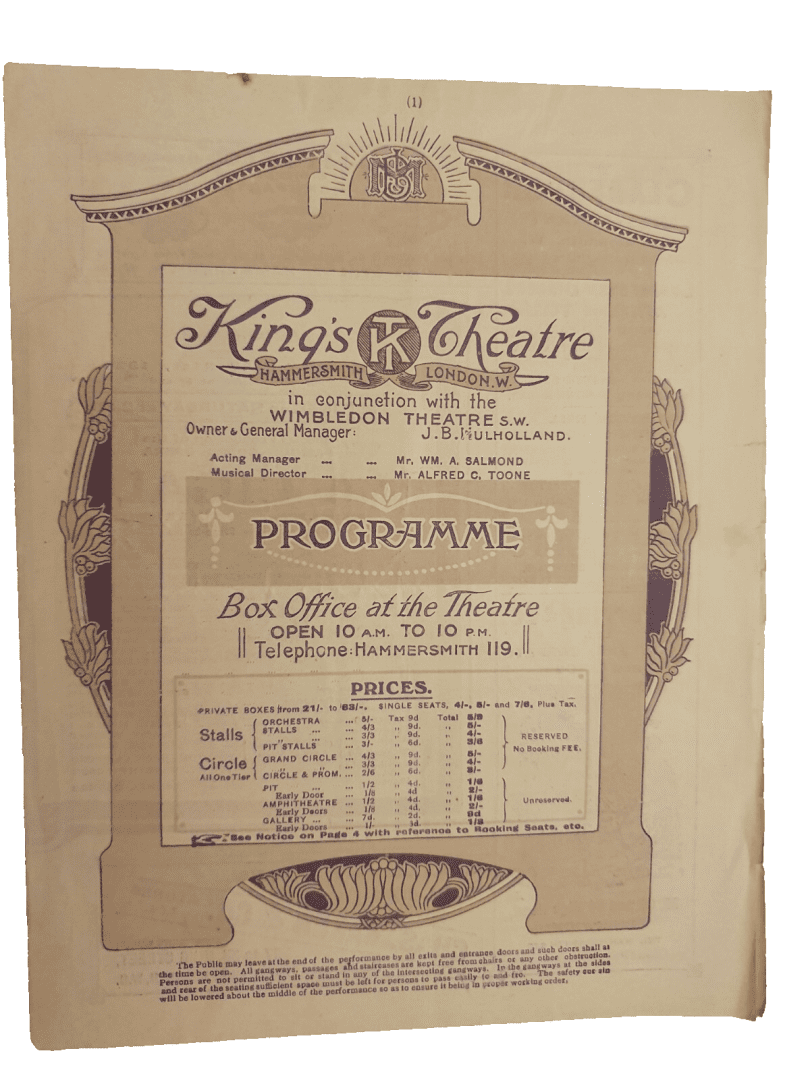 (1)
King's TK Theatre
HAMMERSMITH LONDON.W.
in conjunction with the
WIMBLEDON THEATRE S.W.
Owner & General Manager: J.B. MULHOLLAND.
Acting Manager ... ... Mr. WM. A. SALMOND
Musical Director ... ... Mr. ALFRED C. TOONE
PROGRAMME
Box Office at the Theatre
OPEN 10 A.M. TO 10 P.M.
Telephone: HAMMERSMITH 119.
PRICES.
PRIVATE BOXES from 21/- to 63/-. SINGLE SEATS, 4/-, 5/- and 7/6, Plus Tax.
Stalls ORCHESTRA ... 5/- Tax 9d Total 5/9
STALLS ... ... 4/3 " 9d. " 5/-
... 3/3 " 9d. " 4/-
PIT STALLS ... 3/- " 6d. " 3/6
RESERVED
No Booking FEE.
Circle GRAND CIRCLE ... 4/3 " 9d. " 5/-
" " ... 3/3 " 9d. " 4/-
All One Tier CIRCLE & PROM. ... 2/6 " 6d. " 3/-
PIT ... ... 1/2 " 4d. " 1/6
Early Door ... 1/8 " 4d " 2/-
AMPHITHEATRE ... 1/2 " 4d. " 1/6
Early Doors ... 1/8 " 4d. " 2/-
GALLERY ... ... 7d. " 2d. " 9d
Early Doors ... 1/- " " 1/3
Unreserved.
See Notice on Page 4 with reference to Booking Seats, etc.
The Public may leave at the end of the performance by all exits and entrance doors and such doors shall at
the time be open. All gangways, passages and staircases are kept free from chairs or any other obstruction.
Persons are not permitted to sit or stand in any of the intersecting gangways. In the gangways at the sides
and rear of the seating sufficient space must be left for persons to pass easily to and fro. The safety cur ain
will be lowered about the middle of the performance so as to ensure it being in proper working order.